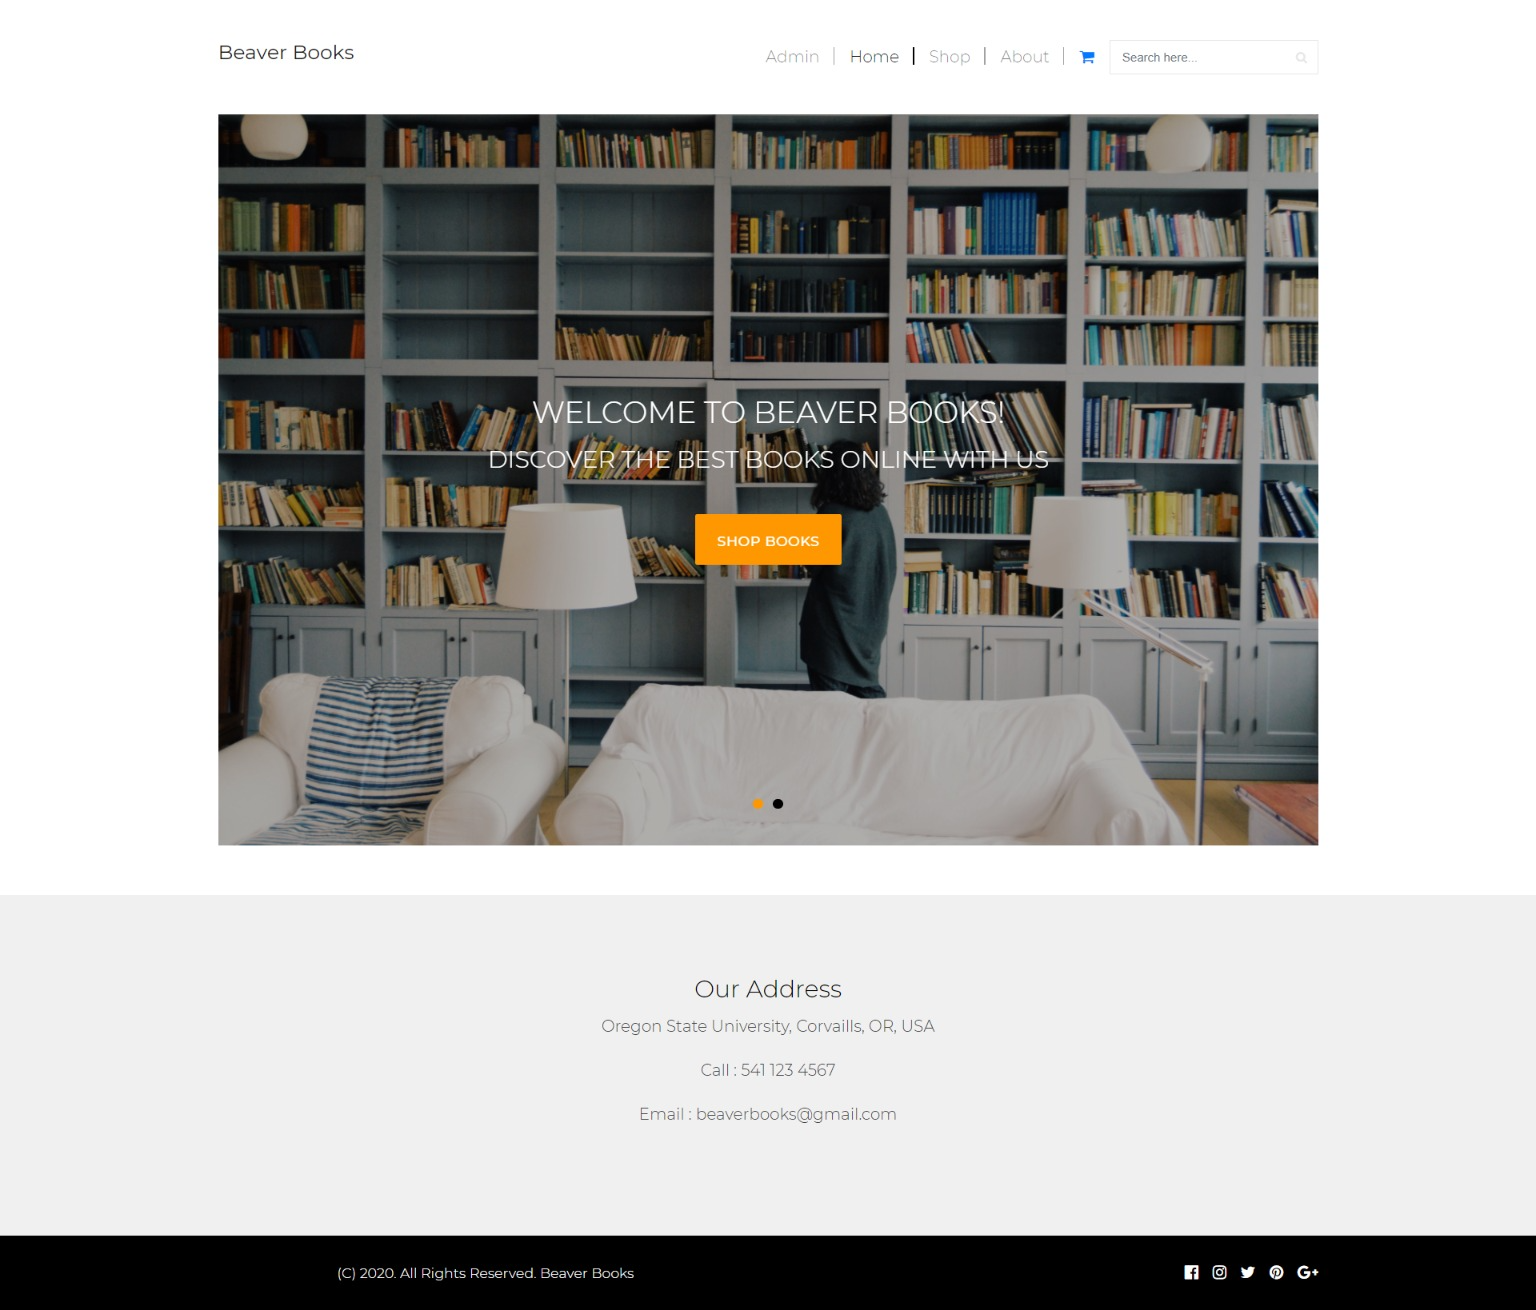 Beaver Books
Admin Home Shop About Search here...
WELCOME TO BEAVER BOOKS!
DISCOVER THE BEST BOOKS ONLINE WITH US
SHOP BOOKS
Our Address
Oregon State University, Corvaills, OR, USA
Call : 541 123 4567
Email : beaverbooks@gmail.com
(C) 2020. All Rights Reserved. Beaver Books